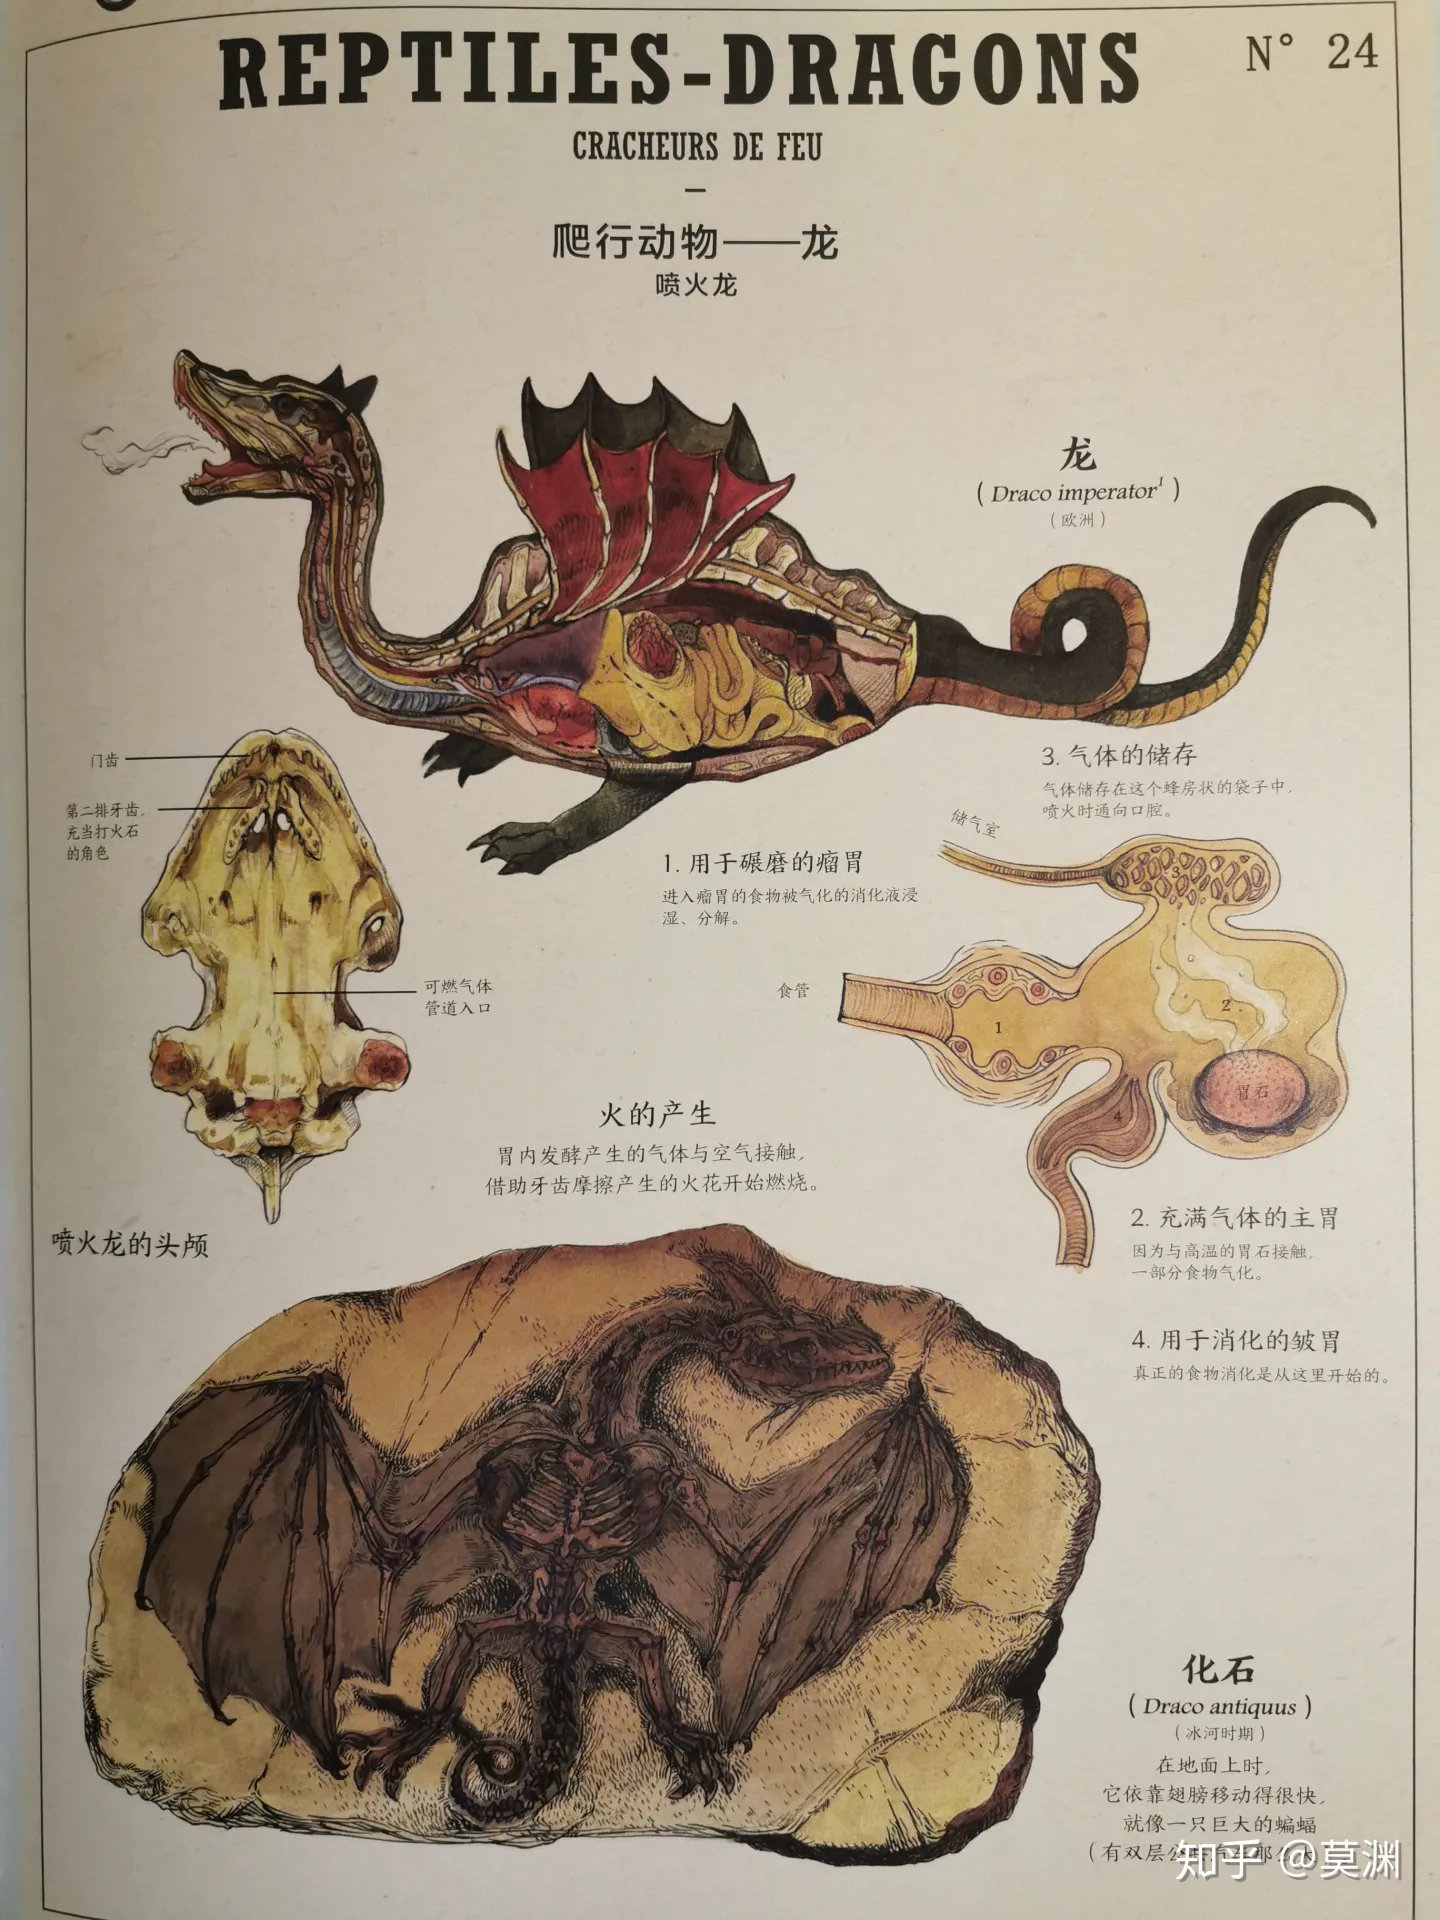 REPTILES-DRAGONS
N° 24
CRACHEURS DE FEU
爬行动物——龙
喷火龙
龙
( Draco imperator¹ )
( 欧洲 )
门齿
第二排牙齿,
充当打火石
的角色
可燃气体
管道入口
喷火龙的头颅
1. 用于碾磨的瘤胃
进入瘤胃的食物被气化的消化液浸
湿、分解。
3. 气体的储存
气体储存在这个蜂房状的袋子中,
喷火时通向口腔。
储气室
3
食管
1
2
胃石
4
火的产生
胃内发酵产生的气体与空气接触,
借助牙齿摩擦产生的火花开始燃烧。
2. 充满气体的主胃
因为与高温的胃石接触,
一部分食物气化。
4. 用于消化的皱胃
真正的食物消化是从这里开始的。
化石
( Draco antiquus )
( 冰河时期 )
在地面上时,
它依靠翅膀移动得很快,
就像一只巨大的蝙蝠
( 有双层公
知乎 @莫渊